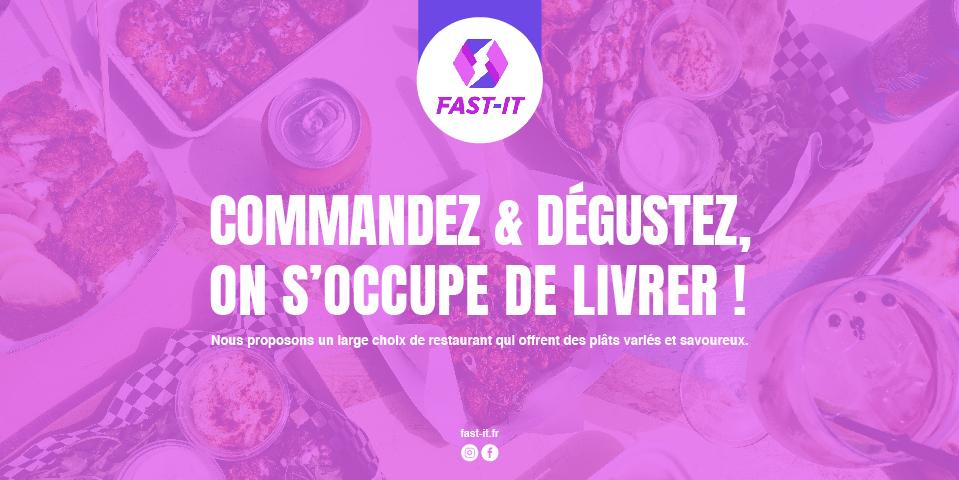 FAST-IT
COMMANDEZ & DÉGUSTEZ,
ON S'OCCUPE DE LIVRER !
Nous proposons un large choix de restaurant qui offrent des plâts variés et savoureux.
fast-it.fr